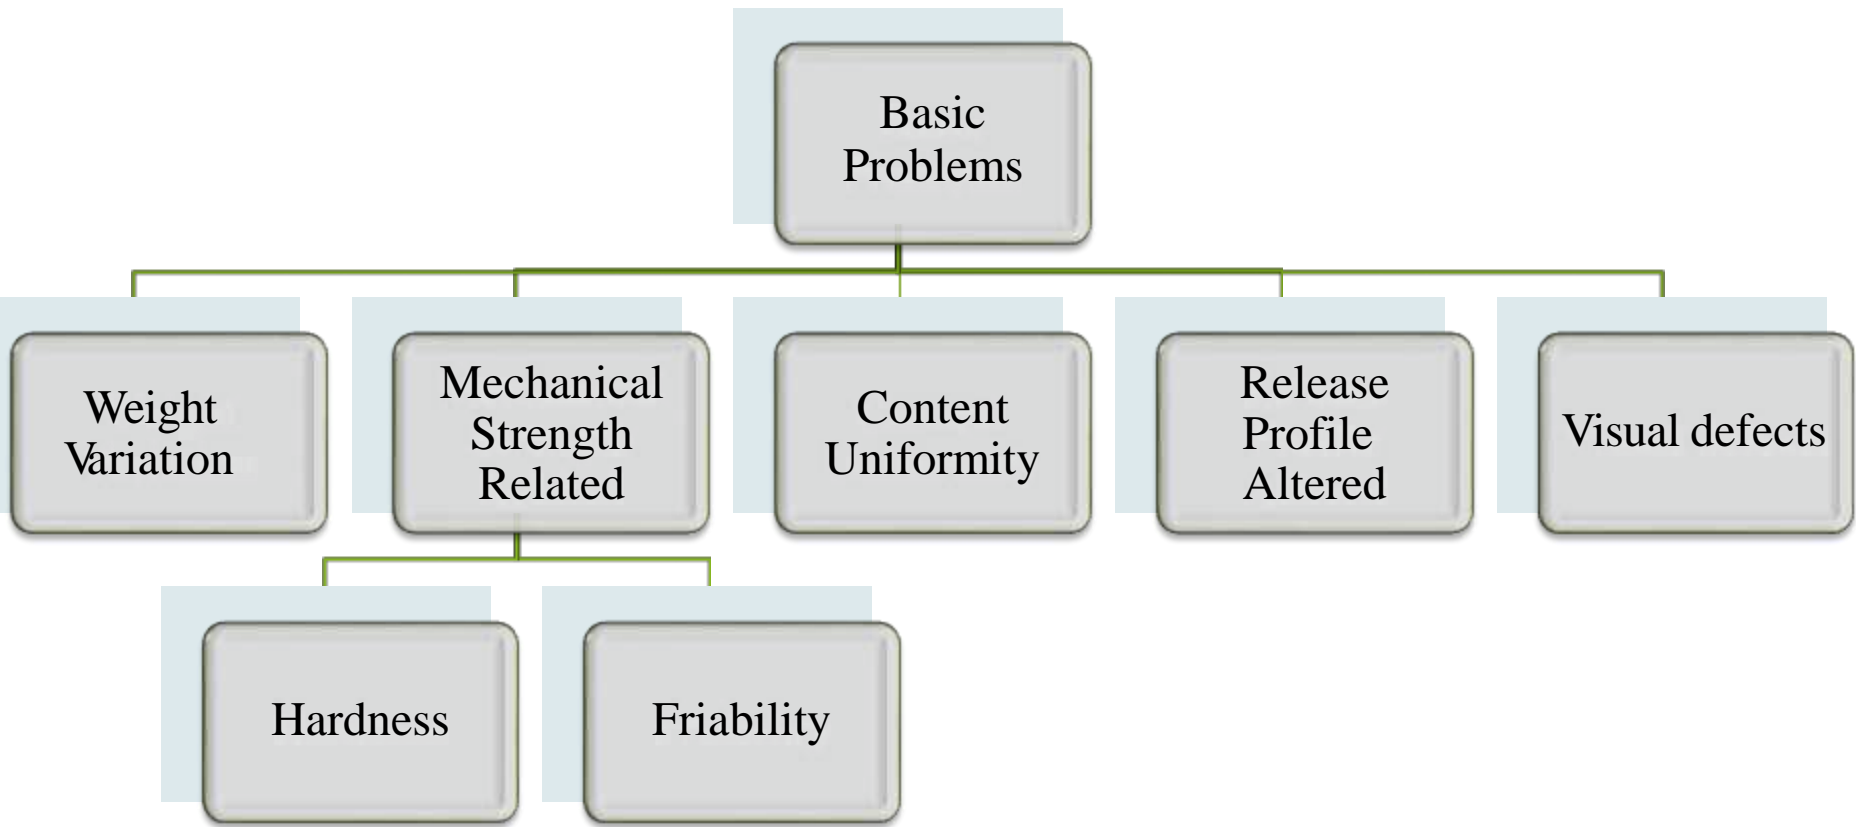 Basic
Problems
Weight
Variation
Mechanical
Strength
Related
Content
Uniformity
Release
Profile
Altered
Visual defects
Hardness
Friability